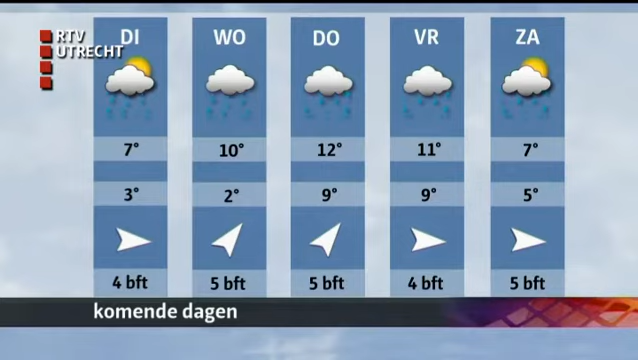 RTV
UTRECHT
DI WO DO VR ZA
7° 10° 12° 11° 7°
3° 2° 9° 9° 5°
4 bft 5 bft 5 bft 4 bft 5 bft
komende dagen